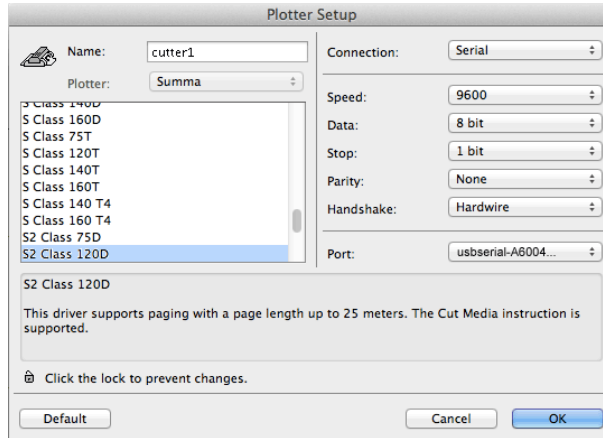 Plotter Setup
Name: cutter1
Plotter: Summa
S Class 140D
S Class 160D
S Class 75T
S Class 120T
S Class 140T
S Class 160T
S Class 140 T4
S Class 160 T4
S2 Class 75D
S2 Class 120D
Connection: Serial
Speed: 9600
Data: 8 bit
Stop: 1 bit
Parity: None
Handshake: Hardwire
Port: usbserial-A6004...
S2 Class 120D
This driver supports paging with a page length up to 25 meters. The Cut Media instruction is
supported.
Click the lock to prevent changes.
Default Cancel OK